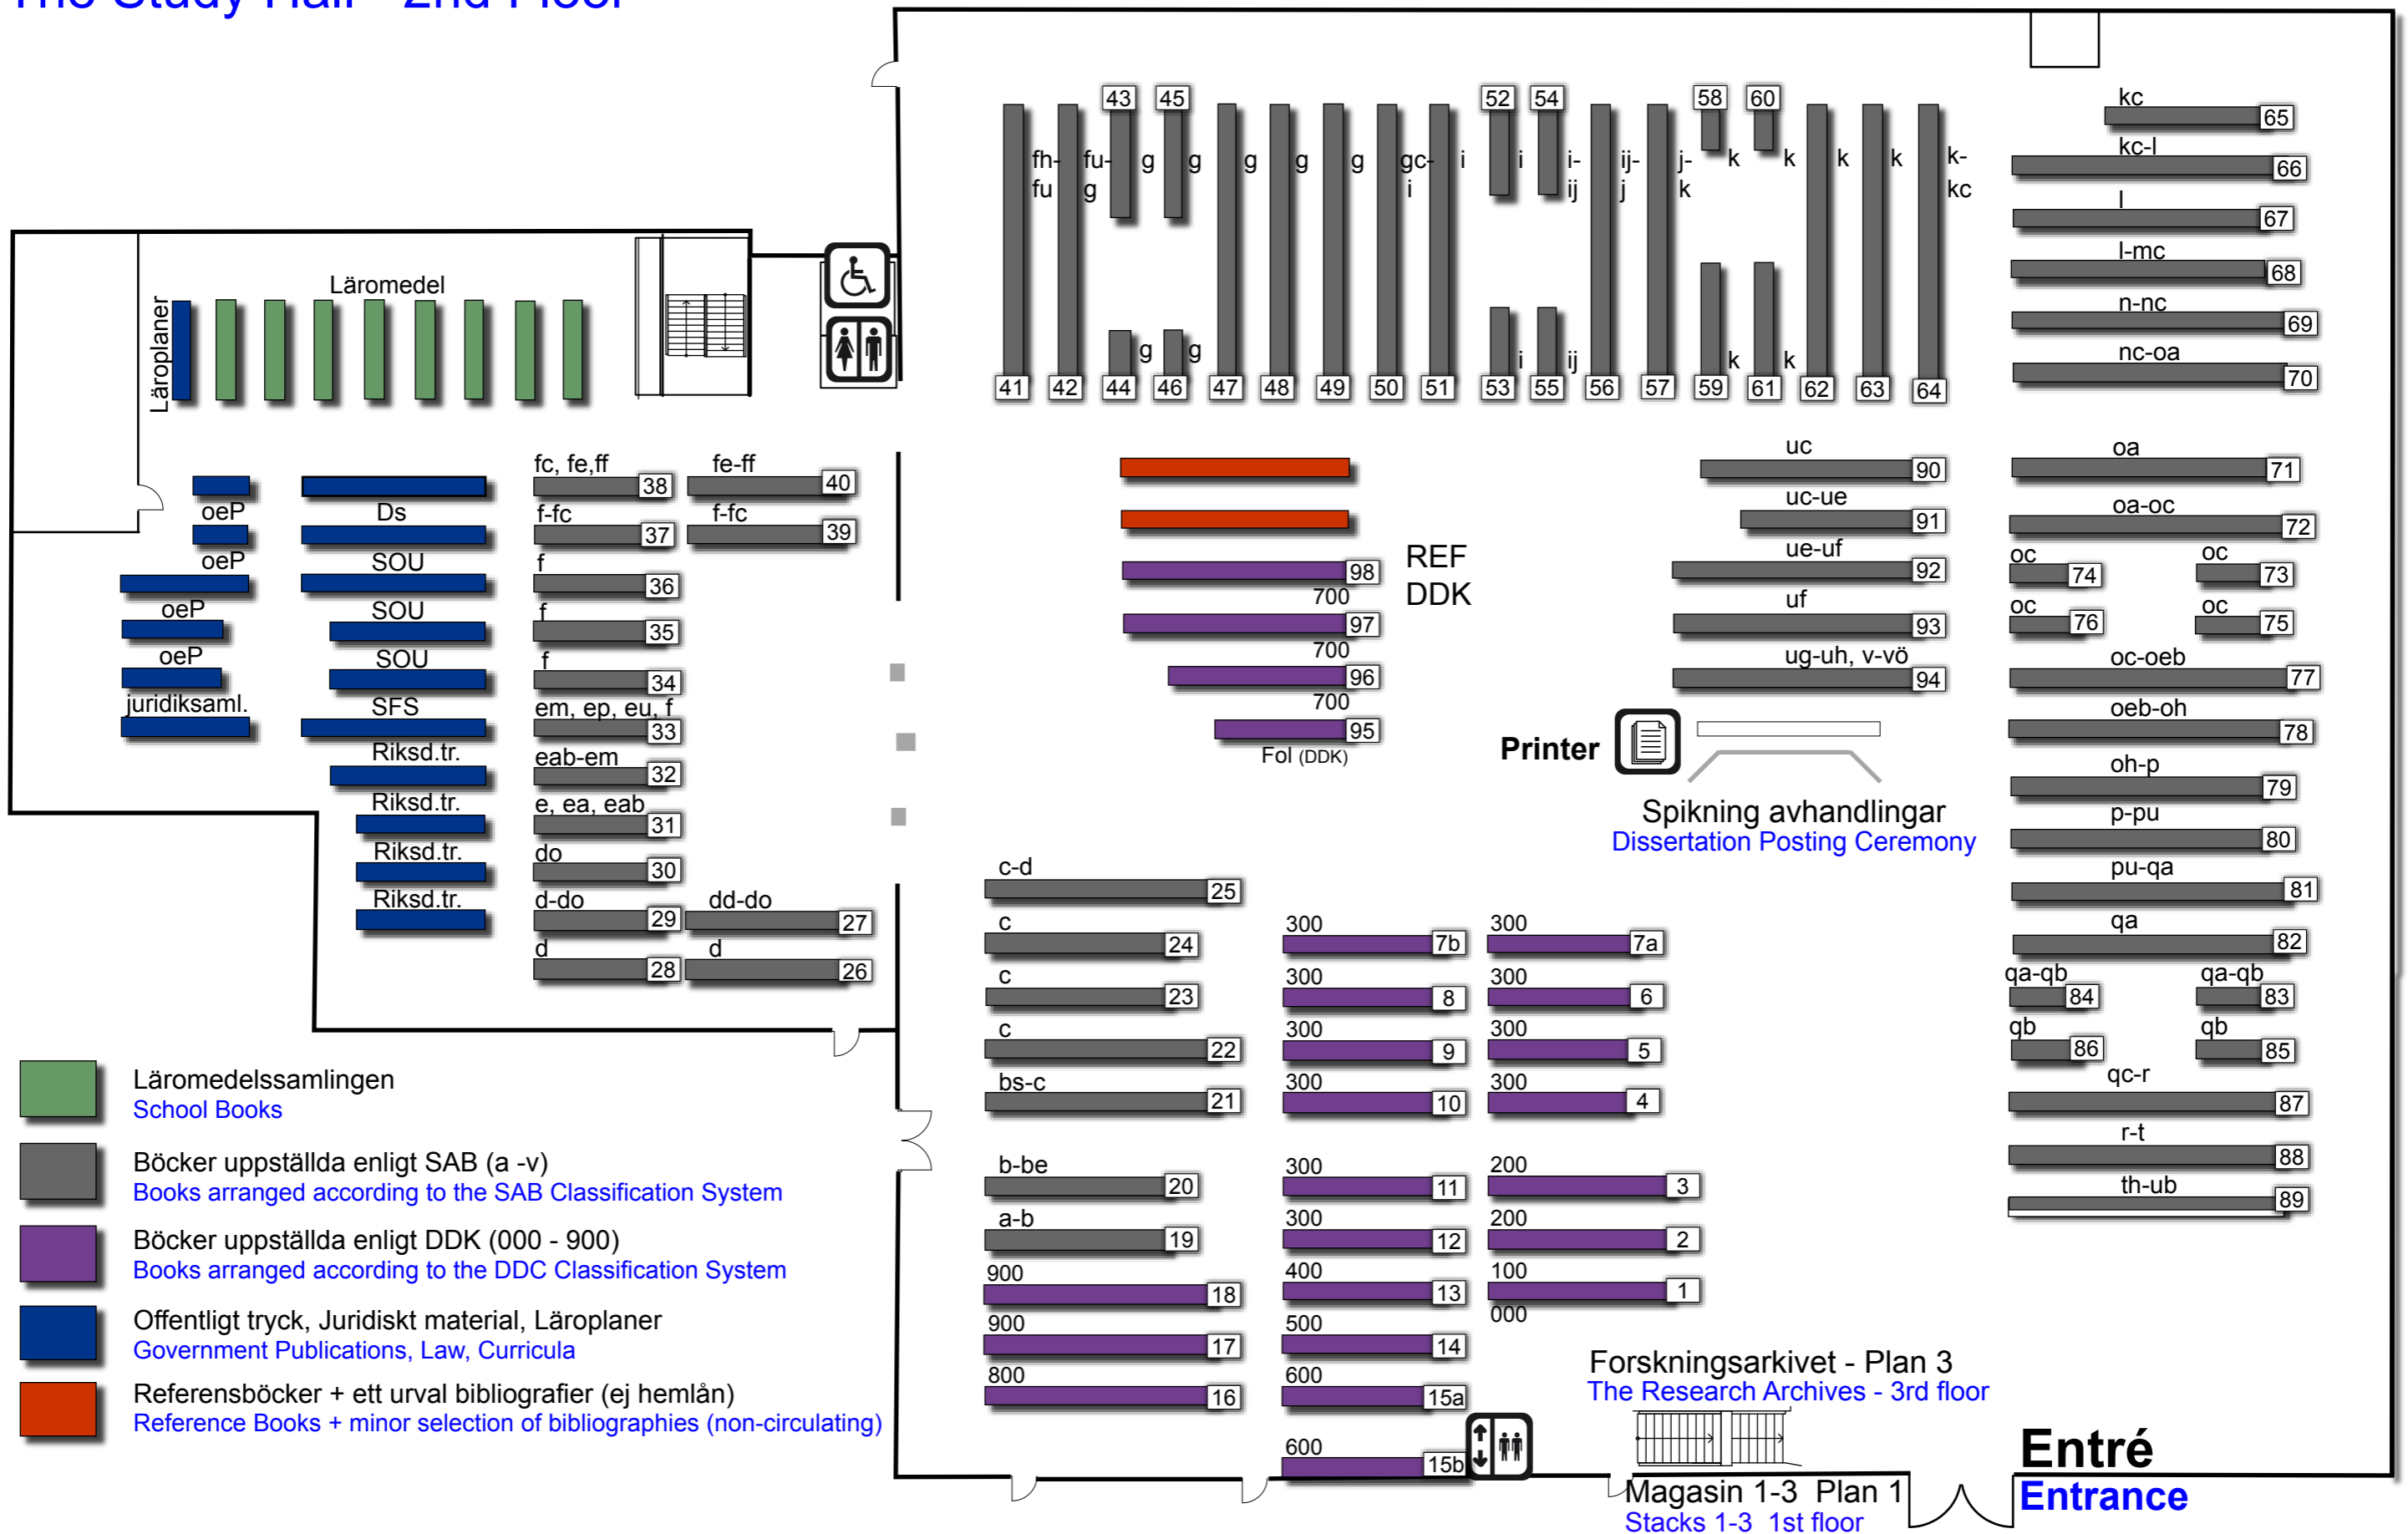 The Study Hall - 2nd Floor
43 45 52 54 58 60
kc
65
fh- fu- g g g g g gc- i i i- ij- j- k k k k k-
fu g i ij j k kc
kc-l
66
l
67
l-mc
68
n-nc
69
nc-oa
70
g g i ij k k
41 42 44 46 47 48 49 50 51 53 55 56 57 59 61 62 63 64
Läromedel
Läroplaner
oeP
oeP
oeP
oeP
juridiksaml.
Ds
SOU
SOU
SOU
SFS
Riksd.tr.
Riksd.tr.
Riksd.tr.
Riksd.tr.
fc, fe,ff
38
fe-ff
40
f-fc
37
f-fc
39
f
36
f
35
f
34
em, ep, eu, f
33
eab-em
32
e, ea, eab
31
do
30
d-do
29
dd-do
27
d
28
d
26
REF
DDK
98
700
97
700
96
700
95
Fol (DDK)
uc
90
uc-ue
91
ue-uf
92
uf
93
ug-uh, v-vö
94
Printer
Spikning avhandlingar
Dissertation Posting Ceremony
oa
71
oa-oc
72
oc
74
oc
73
oc
76
oc
75
oc-oeb
77
oeb-oh
78
oh-p
79
p-pu
80
pu-qa
81
qa
82
qa-qb
84
qa-qb
83
qb
86
qb
85
qc-r
87
r-t
88
th-ub
89
c-d
25
c
24
c
23
c
22
bs-c
21
b-be
20
a-b
19
900
18
900
17
800
16
300
7b
300
8
300
9
300
10
300
11
300
12
400
13
500
14
600
15a
600
15b
300
7a
300
6
300
5
300
4
200
3
200
2
100
1
000
Läromedelssamlingen
School Books
Böcker uppställda enligt SAB (a -v)
Books arranged according to the SAB Classification System
Böcker uppställda enligt DDK (000 - 900)
Books arranged according to the DDC Classification System
Offentligt tryck, Juridiskt material, Läroplaner
Government Publications, Law, Curricula
Referensböcker + ett urval bibliografier (ej hemlån)
Reference Books + minor selection of bibliographies (non-circulating)
Forskningsarkivet - Plan 3
The Research Archives - 3rd floor
Magasin 1-3 Plan 1
Stacks 1-3 1st floor
Entré
Entrance